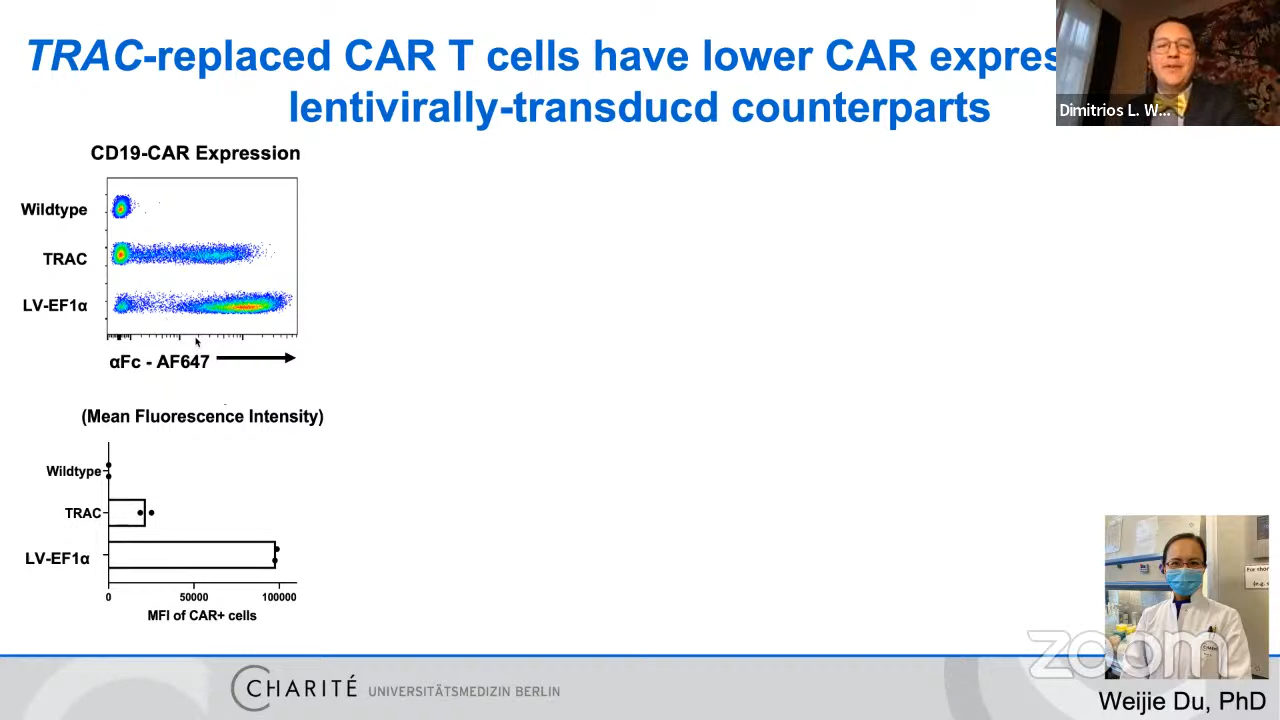 TRAC-replaced CAR T cells have lower CAR expres
lentivirally-transducd counterparts
Dimitrios L. W...
CD19-CAR Expression
Wildtype
TRAC
LV-EF1α
αFc - AF647
(Mean Fluorescence Intensity)
Wildtype
TRAC
LV-EF1α
0 50000 100000
MFI of CAR+ cells
For shor
zoom
CHARITÉ UNIVERSITÄTSMEDIZIN BERLIN
Weijie Du, PhD